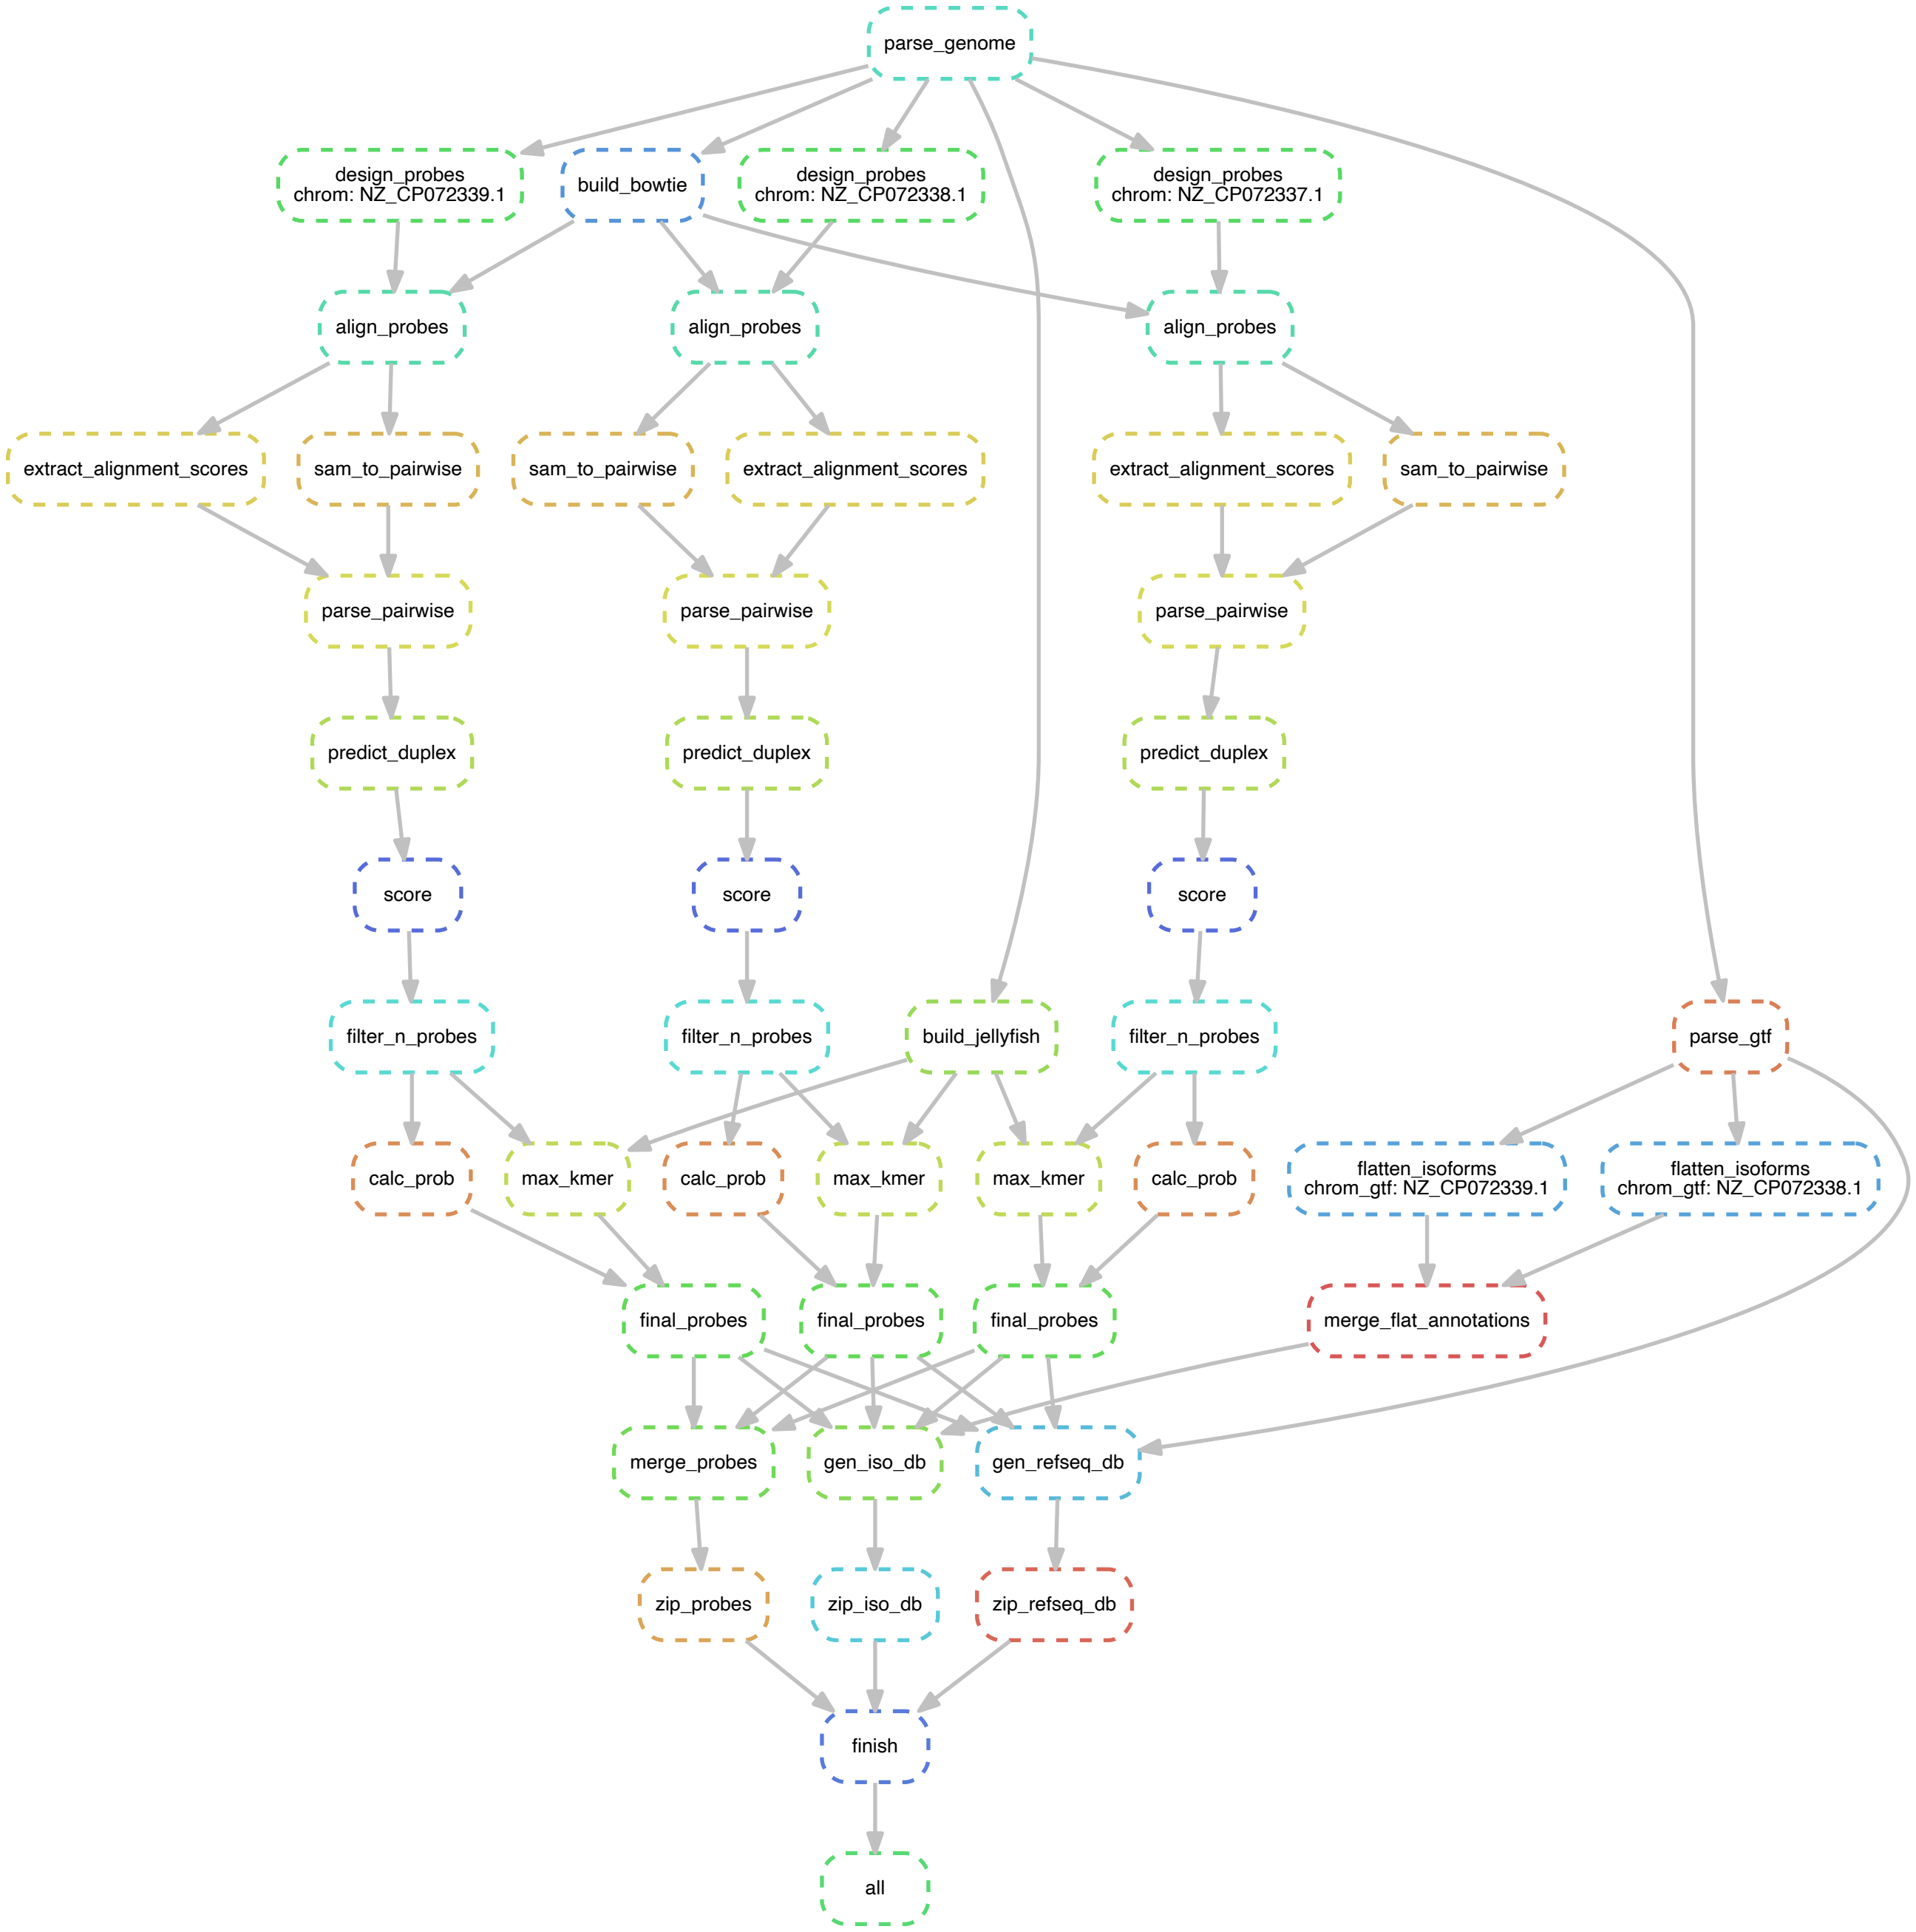 parse_genome
design_probes
chrom: NZ_CP072339.1
build_bowtie
design_probes
chrom: NZ_CP072338.1
design_probes
chrom: NZ_CP072337.1
align_probes
align_probes
align_probes
extract_alignment_scores
sam_to_pairwise
sam_to_pairwise
extract_alignment_scores
extract_alignment_scores
sam_to_pairwise
parse_pairwise
parse_pairwise
parse_pairwise
predict_duplex
predict_duplex
predict_duplex
score
score
score
filter_n_probes
filter_n_probes
build_jellyfish
filter_n_probes
parse_gtf
calc_prob
max_kmer
calc_prob
max_kmer
max_kmer
calc_prob
flatten_isoforms
chrom_gtf: NZ_CP072339.1
flatten_isoforms
chrom_gtf: NZ_CP072338.1
final_probes
final_probes
final_probes
merge_flat_annotations
merge_probes
gen_iso_db
gen_refseq_db
zip_probes
zip_iso_db
zip_refseq_db
finish
all